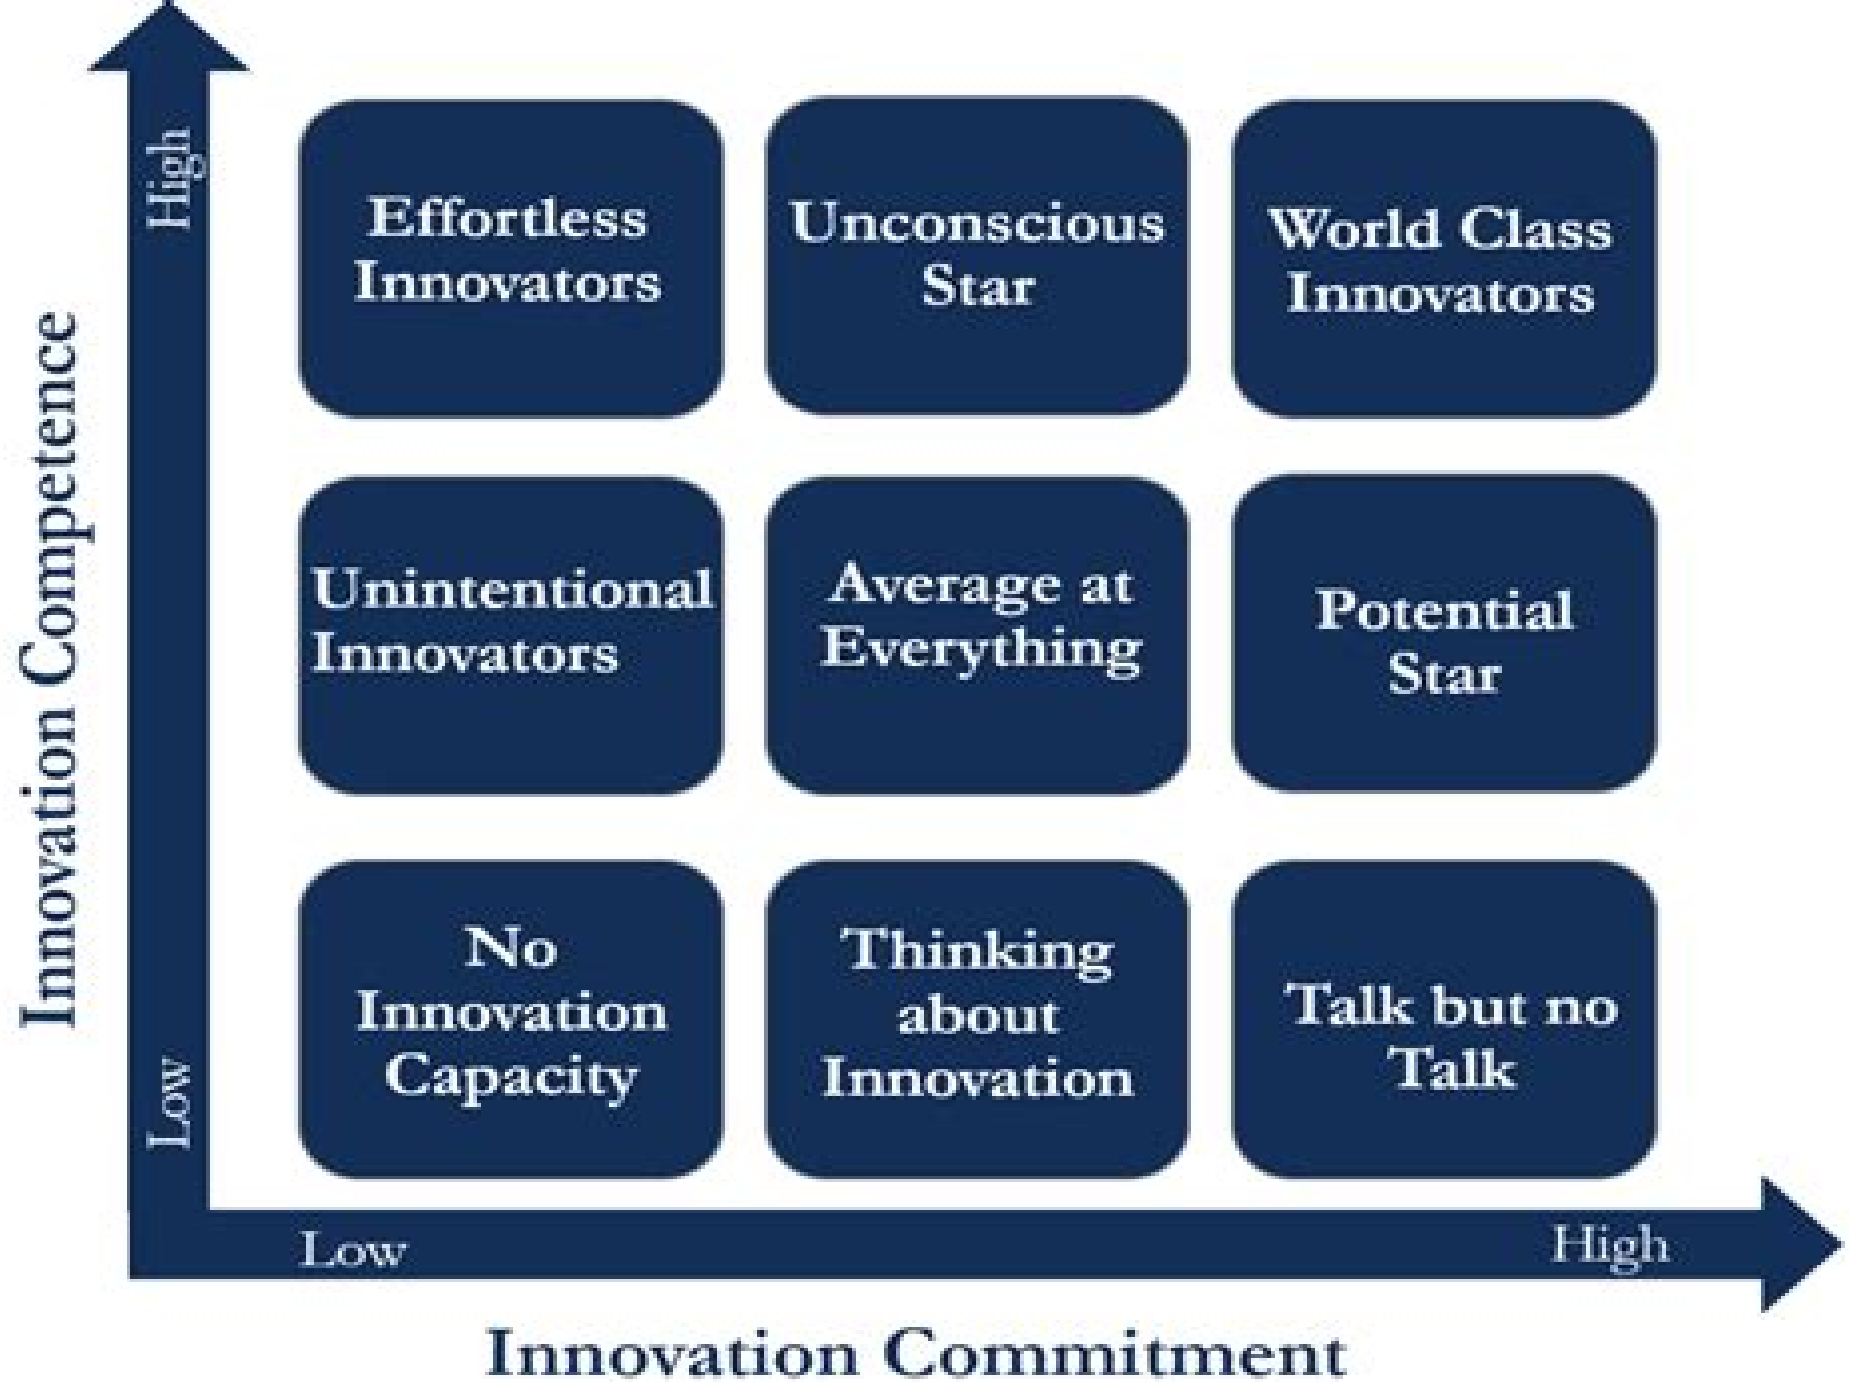 High
Effortless
Innovators
Unconscious
Star
World Class
Innovators
Innovation Competence
Unintentional
Innovators
Average at
Everything
Potential
Star
No
Innovation
Capacity
Thinking
about
Innovation
Talk but no
Talk
Low
Low
High
Innovation Commitment